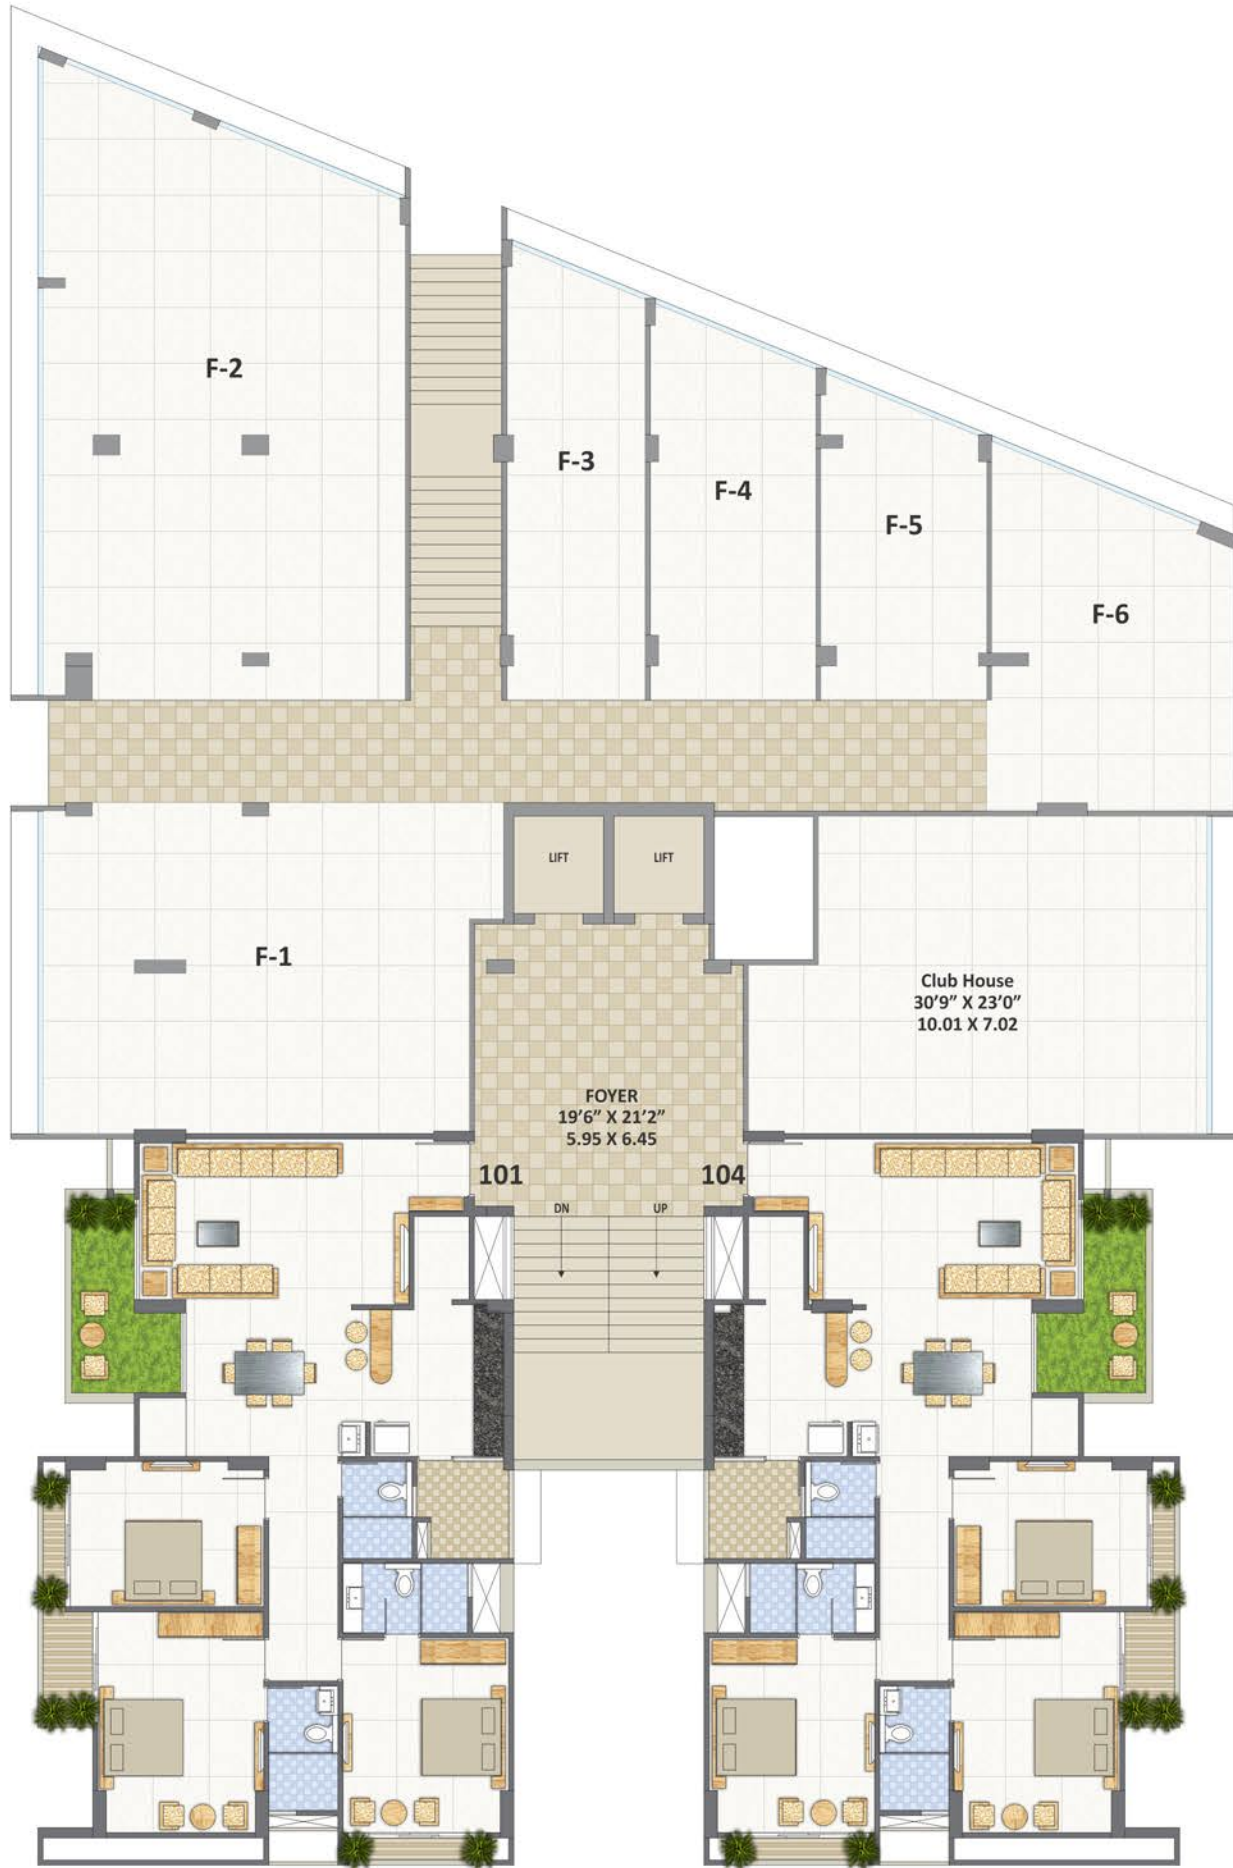 F-2
F-3
F-4
F-5
F-6
LIFT
LIFT
F-1
Club House
30'9" X 23'0"
10.01 X 7.02
FOYER
19'6" X 21'2"
5.95 X 6.45
101
104
DN
UP